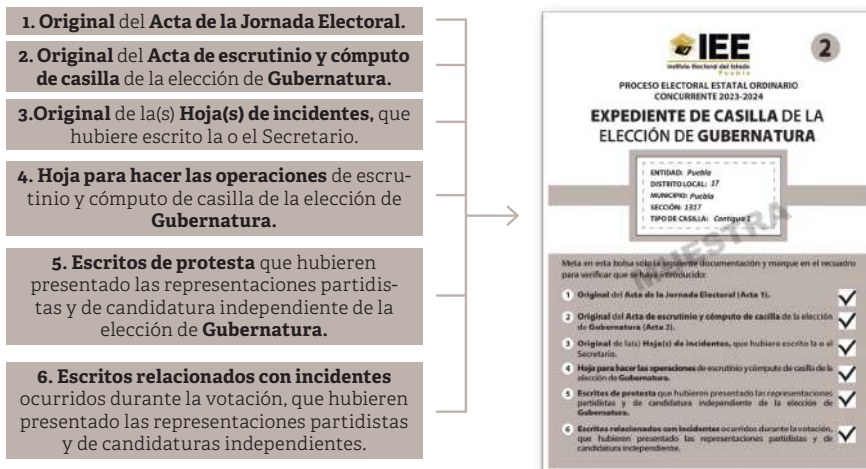 1. Original del Acta de la Jornada Electoral.
2. Original del Acta de escrutinio y cómputo
de casilla de la elección de Gubernatura.
3.Original de la(s) Hoja(s) de incidentes, que
hubiere escrito la o el Secretario.
4. Hoja para hacer las operaciones de escru-
tinio y cómputo de casilla de la elección de
Gubernatura.
5. Escritos de protesta que hubieren
presentado las representaciones partidis-
tas y de candidatura independiente de la
elección de Gubernatura.
6. Escritos relacionados con incidentes
ocurridos durante la votación, que hubieren
presentado las representaciones partidistas
y de candidaturas independientes.
IEE
Instituto Electoral del Estado
Puebla
2
PROCESO ELECTORAL ESTATAL ORDINARIO
CONCURRENTE 2023-2024
EXPEDIENTE DE CASILLA DE LA
ELECCIÓN DE GUBERNATURA
ENTIDAD: Puebla
DISTRITO LOCAL: 17
MUNICIPIO: Puebla
SECCIÓN: 1317
TIPO DE CASILLA: Contigua 1
MUESTRA
Meta en esta bolsa sólo la siguiente documentación y marque en el recuadro
para verificar que se haya introducido:
1 Original del Acta de la Jornada Electoral (Acta 1).
2 Original del Acta de escrutinio y cómputo de casilla de la elección
de Gubernatura (Acta 2).
3 Original de la(s) Hoja(s) de incidentes, que hubiere escrito la o el
Secretario.
4 Hoja para hacer las operaciones de escrutinio y cómputo de casilla de la
elección de Gubernatura.
5 Escritos de protesta que hubieren presentado las representaciones
partidistas y de candidatura independiente de la elección de
Gubernatura.
6 Escritos relacionados con incidentes ocurridos durante la votación,
que hubieren presentado las representaciones partidistas y de
candidatura independiente.